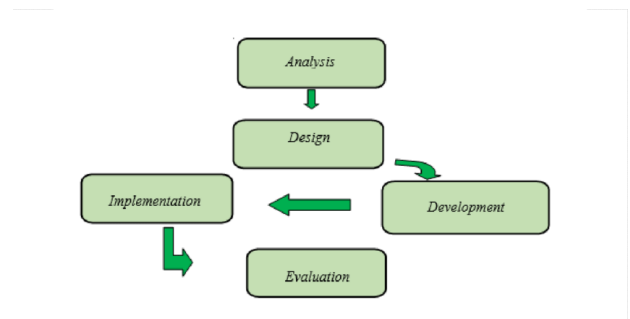 Analysis
Design
Development
Implementation
Evaluation